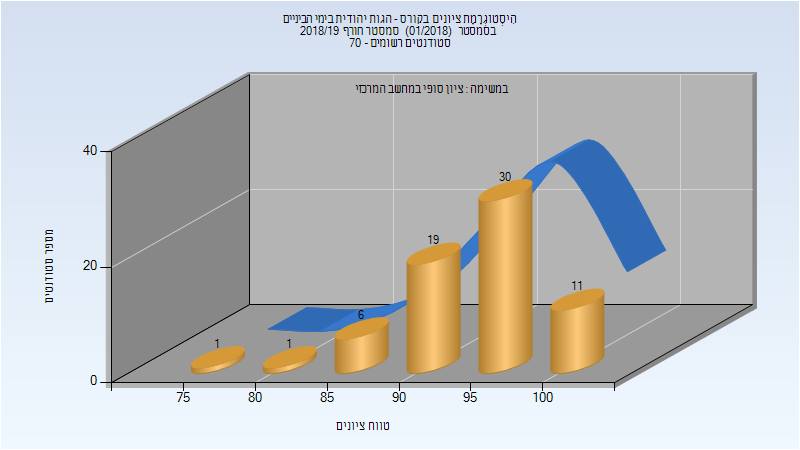 היסטוגרמת ציונים בקורס - הגות יהודית בימי הביניים
בסמסטר (01/2018) סמסטר חורף 2018/19
סטודנטים רשומים - 70
במשימה : ציון סופי במחשב המרכזי
40
20
0
מספר סטודנטים
1
1
6
19
30
11
75
80
85
90
95
100
טווח ציונים